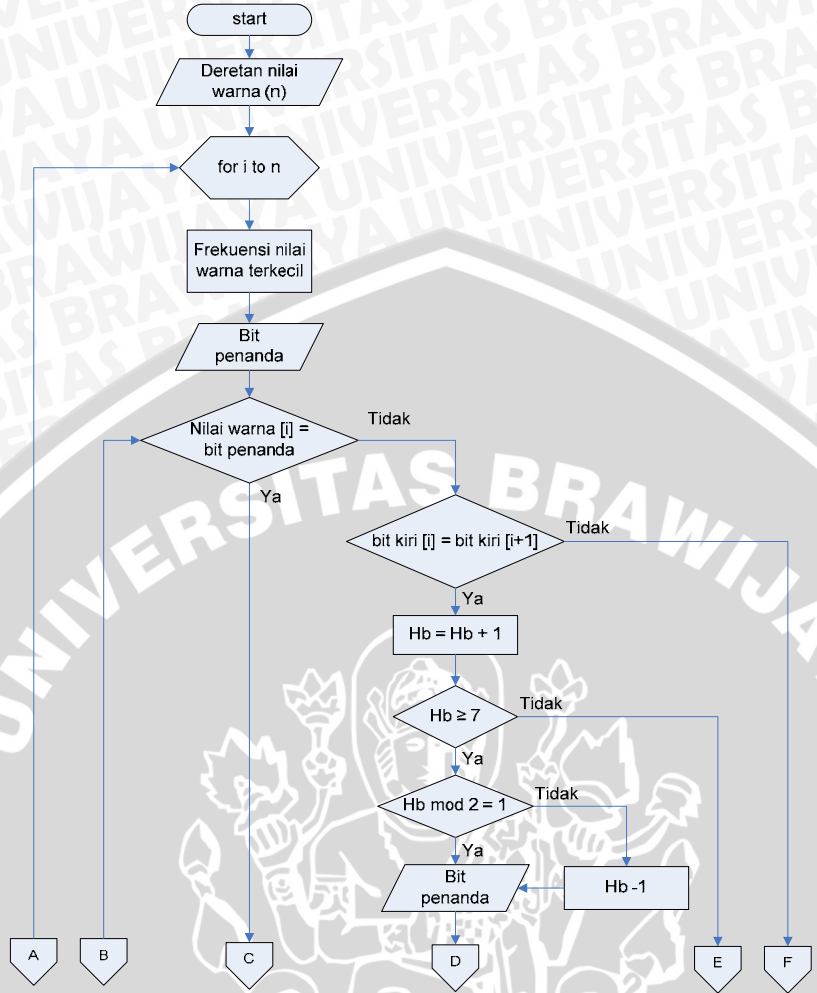 start
Deretan nilai
warna (n)
for i to n
Frekuensi nilai
warna terkecil
Bit
penanda
Nilai warna [i] =
bit penanda
Tidak
Ya
bit kiri [i] = bit kiri [i+1]
Tidak
Ya
Hb = Hb + 1
Hb ≥ 7
Tidak
Ya
Hb mod 2 = 1
Tidak
Ya
Bit
penanda
Hb -1
A
B
C
D
E
F
UNIVERSITAS BRAWIJAYA